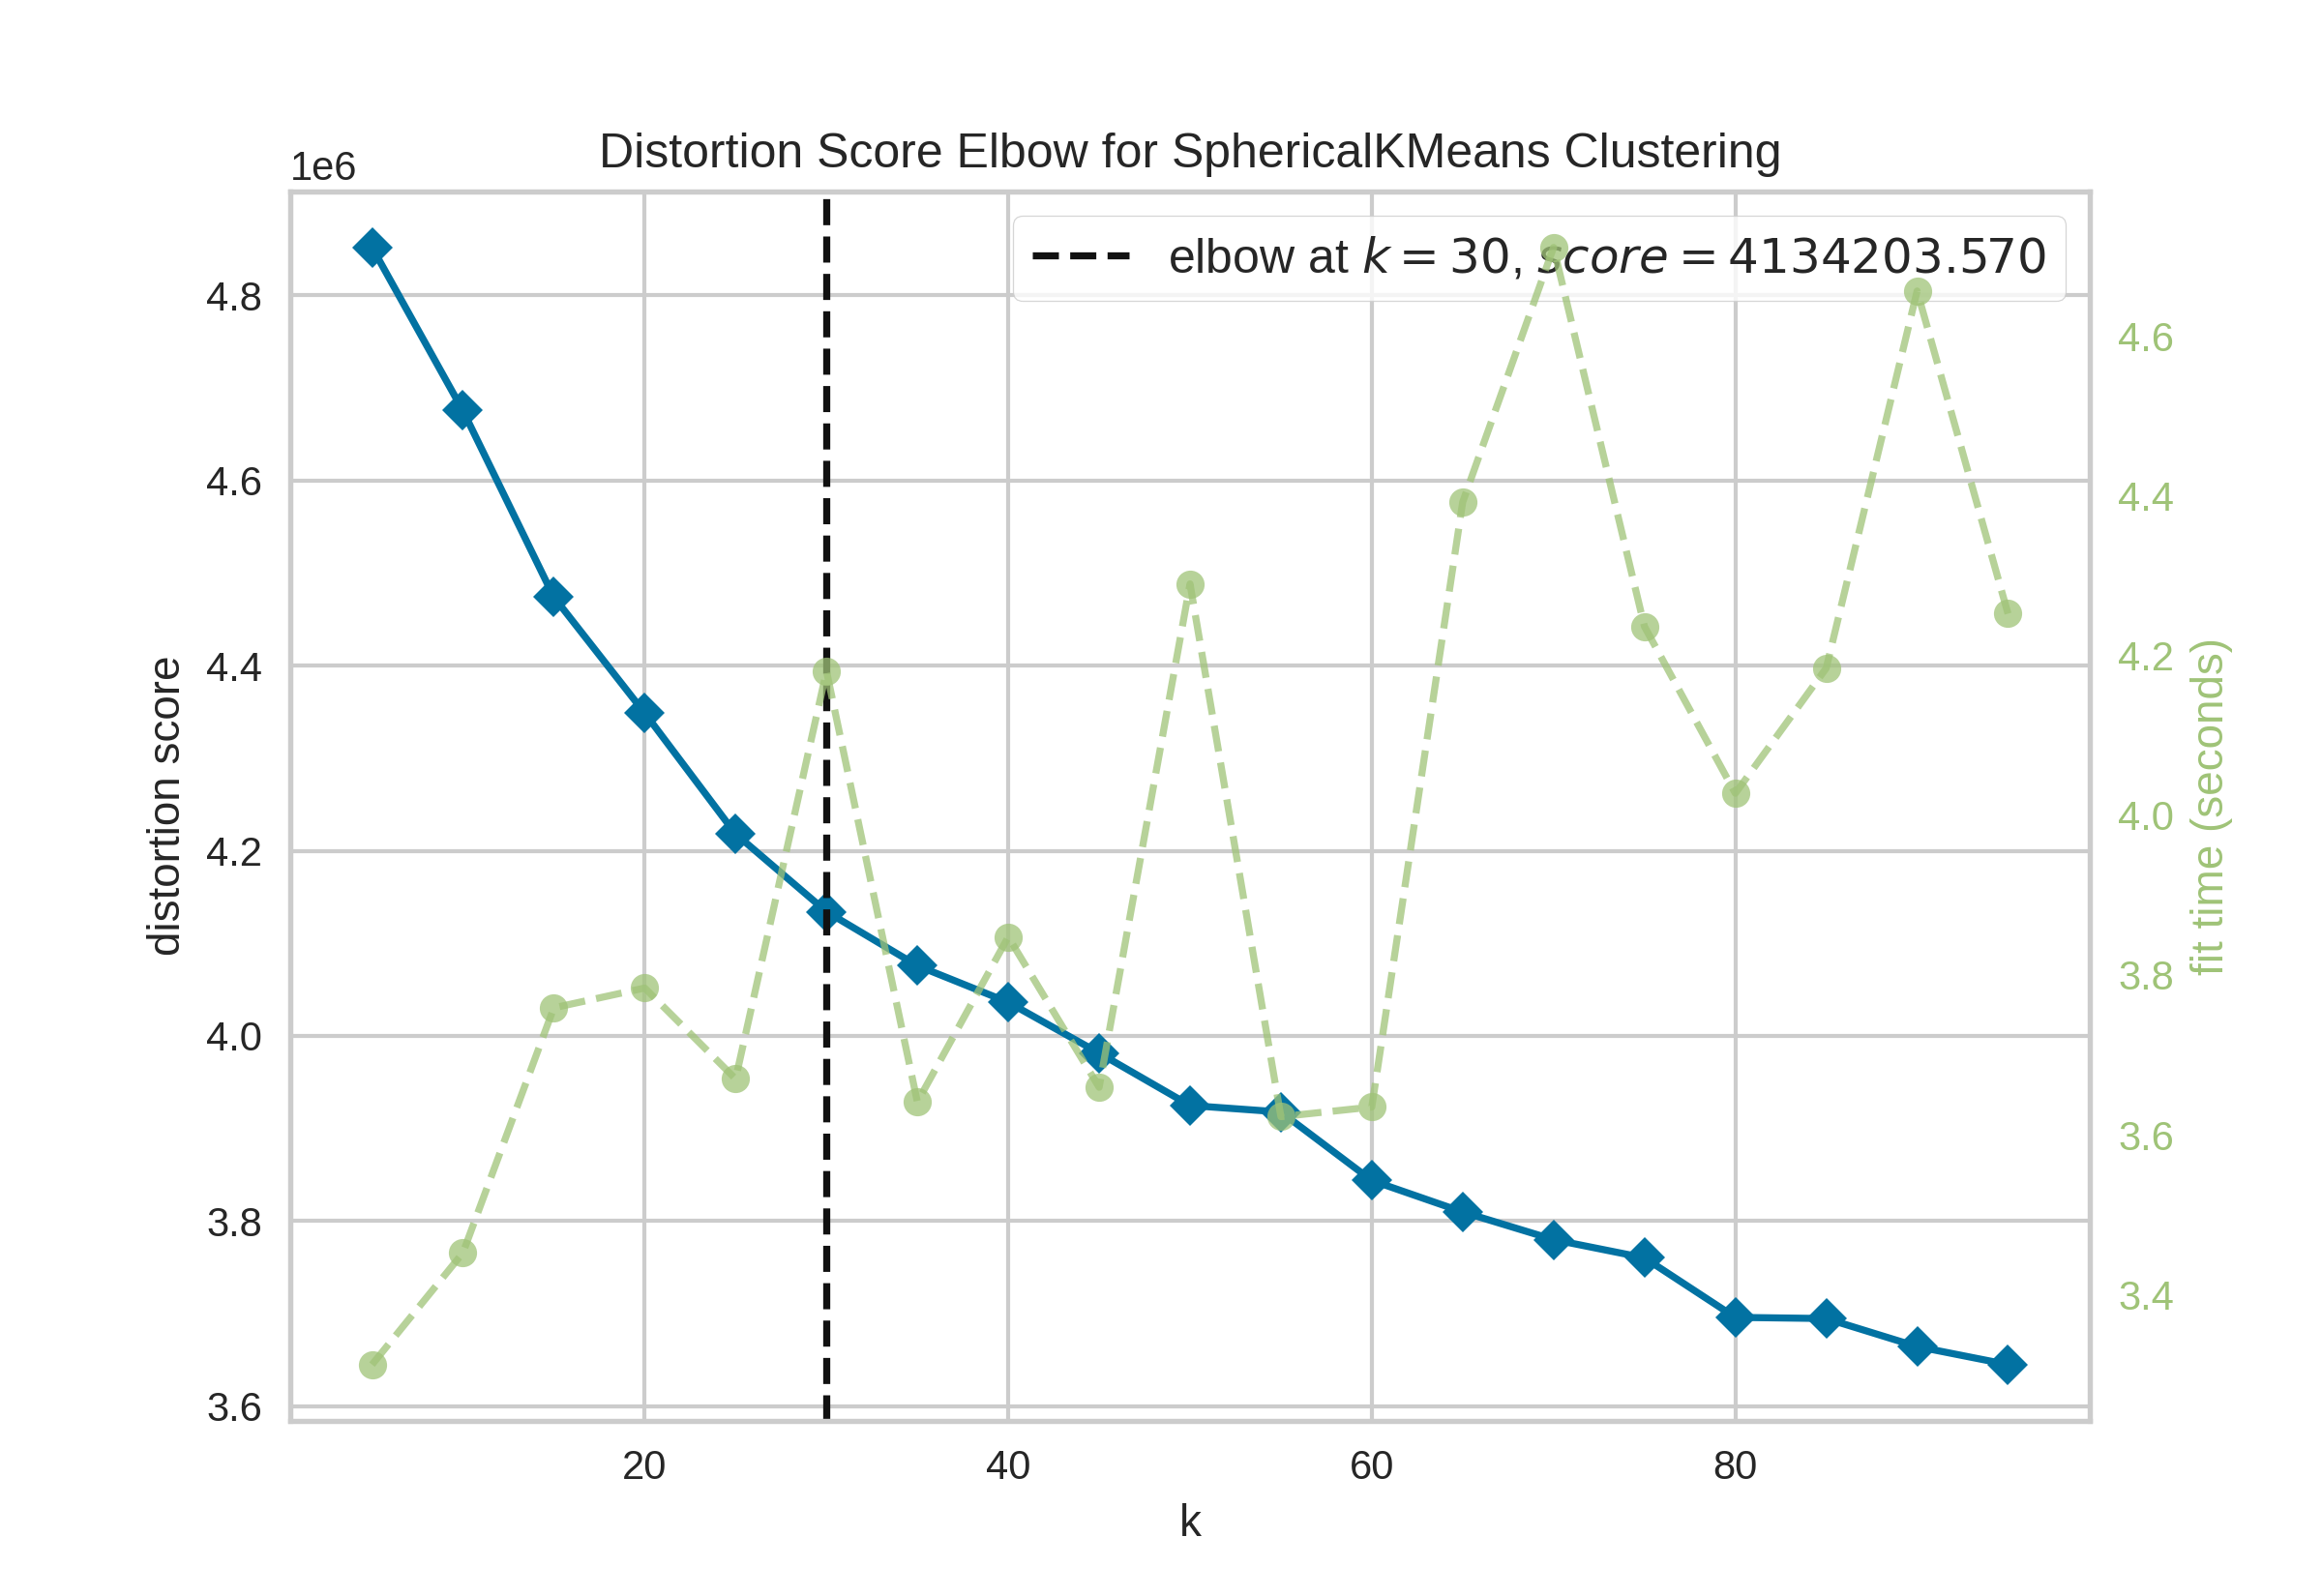 Distortion Score Elbow for SphericalKMeans Clustering
1e6
elbow at k = 30, score = 4134203.570
4.8
4.6
4.4
4.2
4.0
3.8
3.6
distortion score
4.6
4.4
4.2
4.0
3.8
3.6
3.4
fit time (seconds)
20 40 60 80
k